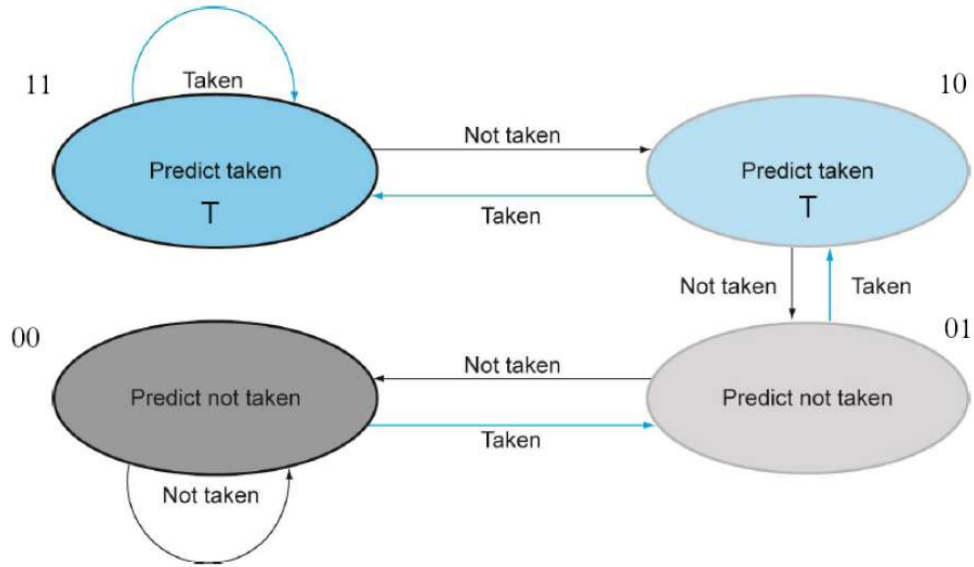 Taken
11
10
Not taken
Predict taken
Predict taken
T
T
Taken
Not taken
Taken
00
01
Not taken
Predict not taken
Predict not taken
Taken
Not taken